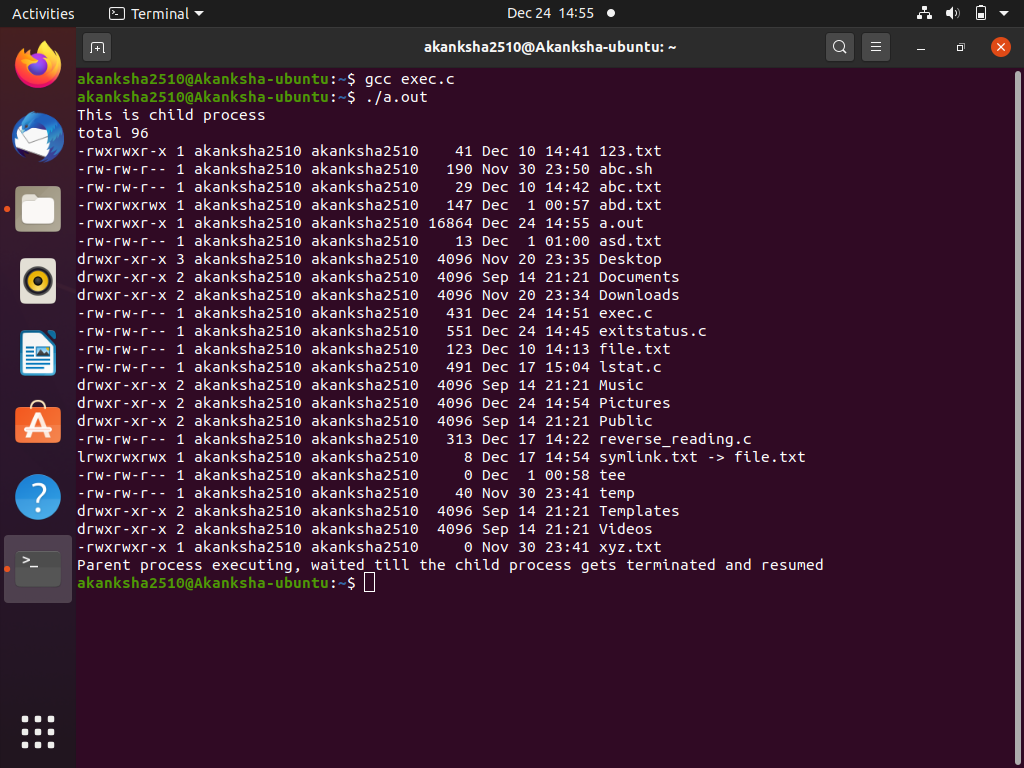 Activities Terminal Dec 24 14:55
akanksha2510@Akanksha-ubuntu: ~
akanksha2510@Akanksha-ubuntu:~$ gcc exec.c
akanksha2510@Akanksha-ubuntu:~$ ./a.out
This is child process
total 96
-rwxrwxr-x 1 akanksha2510 akanksha2510    41 Dec 10 14:41 123.txt
-rw-rw-r-- 1 akanksha2510 akanksha2510   190 Nov 30 23:50 abc.sh
-rw-rw-r-- 1 akanksha2510 akanksha2510    29 Dec 10 14:42 abc.txt
-rwxrwxrwx 1 akanksha2510 akanksha2510   147 Dec  1 00:57 abd.txt
-rwxrwxr-x 1 akanksha2510 akanksha2510 16864 Dec 24 14:55 a.out
-rw-rw-r-- 1 akanksha2510 akanksha2510    13 Dec  1 01:00 asd.txt
drwxr-xr-x 3 akanksha2510 akanksha2510  4096 Nov 20 23:35 Desktop
drwxr-xr-x 2 akanksha2510 akanksha2510  4096 Sep 14 21:21 Documents
drwxr-xr-x 2 akanksha2510 akanksha2510  4096 Nov 20 23:34 Downloads
-rw-rw-r-- 1 akanksha2510 akanksha2510   431 Dec 24 14:51 exec.c
-rw-rw-r-- 1 akanksha2510 akanksha2510   551 Dec 24 14:45 exitstatus.c
-rw-rw-r-- 1 akanksha2510 akanksha2510   123 Dec 10 14:13 file.txt
-rw-rw-r-- 1 akanksha2510 akanksha2510   491 Dec 17 15:04 lstat.c
drwxr-xr-x 2 akanksha2510 akanksha2510  4096 Sep 14 21:21 Music
drwxr-xr-x 2 akanksha2510 akanksha2510  4096 Dec 24 14:54 Pictures
drwxr-xr-x 2 akanksha2510 akanksha2510  4096 Sep 14 21:21 Public
-rw-rw-r-- 1 akanksha2510 akanksha2510   313 Dec 17 14:22 reverse_reading.c
lrwxrwxrwx 1 akanksha2510 akanksha2510     8 Dec 17 14:54 symlink.txt -> file.txt
-rw-rw-r-- 1 akanksha2510 akanksha2510     0 Dec  1 00:58 tee
-rw-rw-r-- 1 akanksha2510 akanksha2510    40 Nov 30 23:41 temp
drwxr-xr-x 2 akanksha2510 akanksha2510  4096 Sep 14 21:21 Templates
drwxr-xr-x 2 akanksha2510 akanksha2510  4096 Sep 14 21:21 Videos
-rwxrwxr-x 1 akanksha2510 akanksha2510     0 Nov 30 23:41 xyz.txt
Parent process executing, waited till the child process gets terminated and resumed
akanksha2510@Akanksha-ubuntu:~$